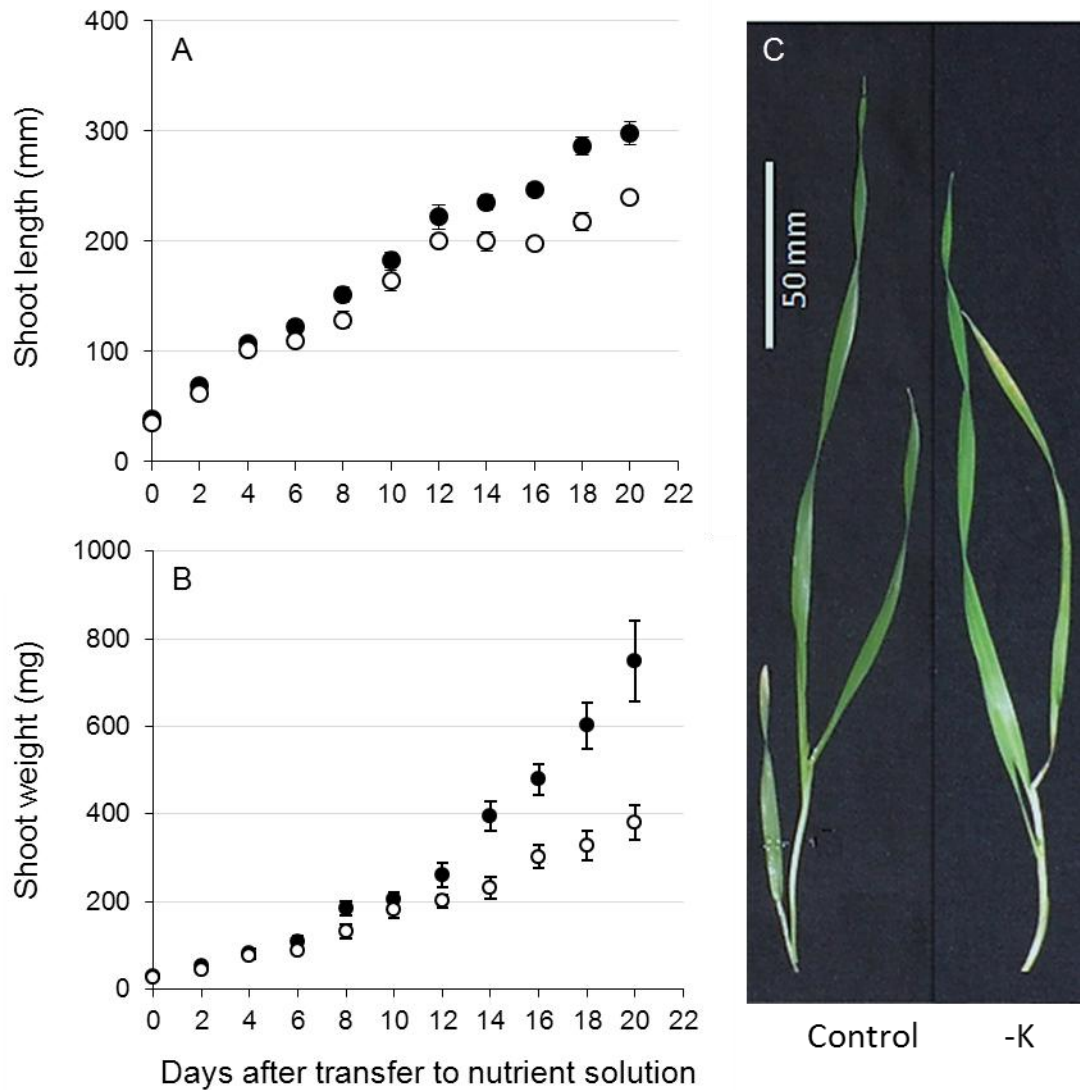 A
Shoot length (mm)
400
300
200
100
0
0 2 4 6 8 10 12 14 16 18 20 22
B
Shoot weight (mg)
1000
800
600
400
200
0
0 2 4 6 8 10 12 14 16 18 20 22
Days after transfer to nutrient solution
C
50 mm
Control -K